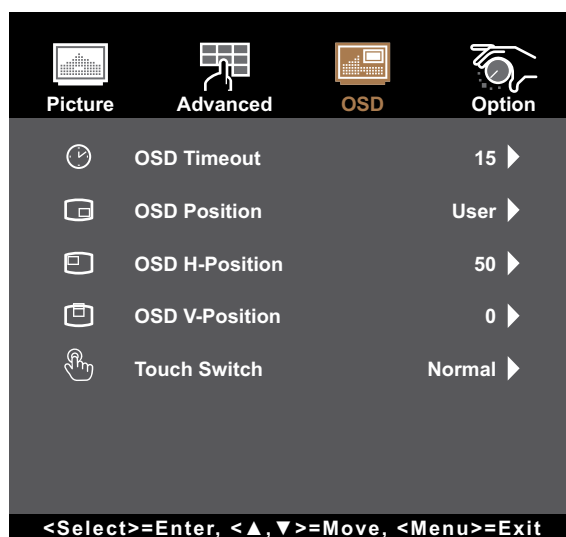 Picture Advanced OSD Option
OSD Timeout 15
OSD Position User
OSD H-Position 50
OSD V-Position 0
Touch Switch Normal
<Select>=Enter, <▲,▼>=Move, <Menu>=Exit